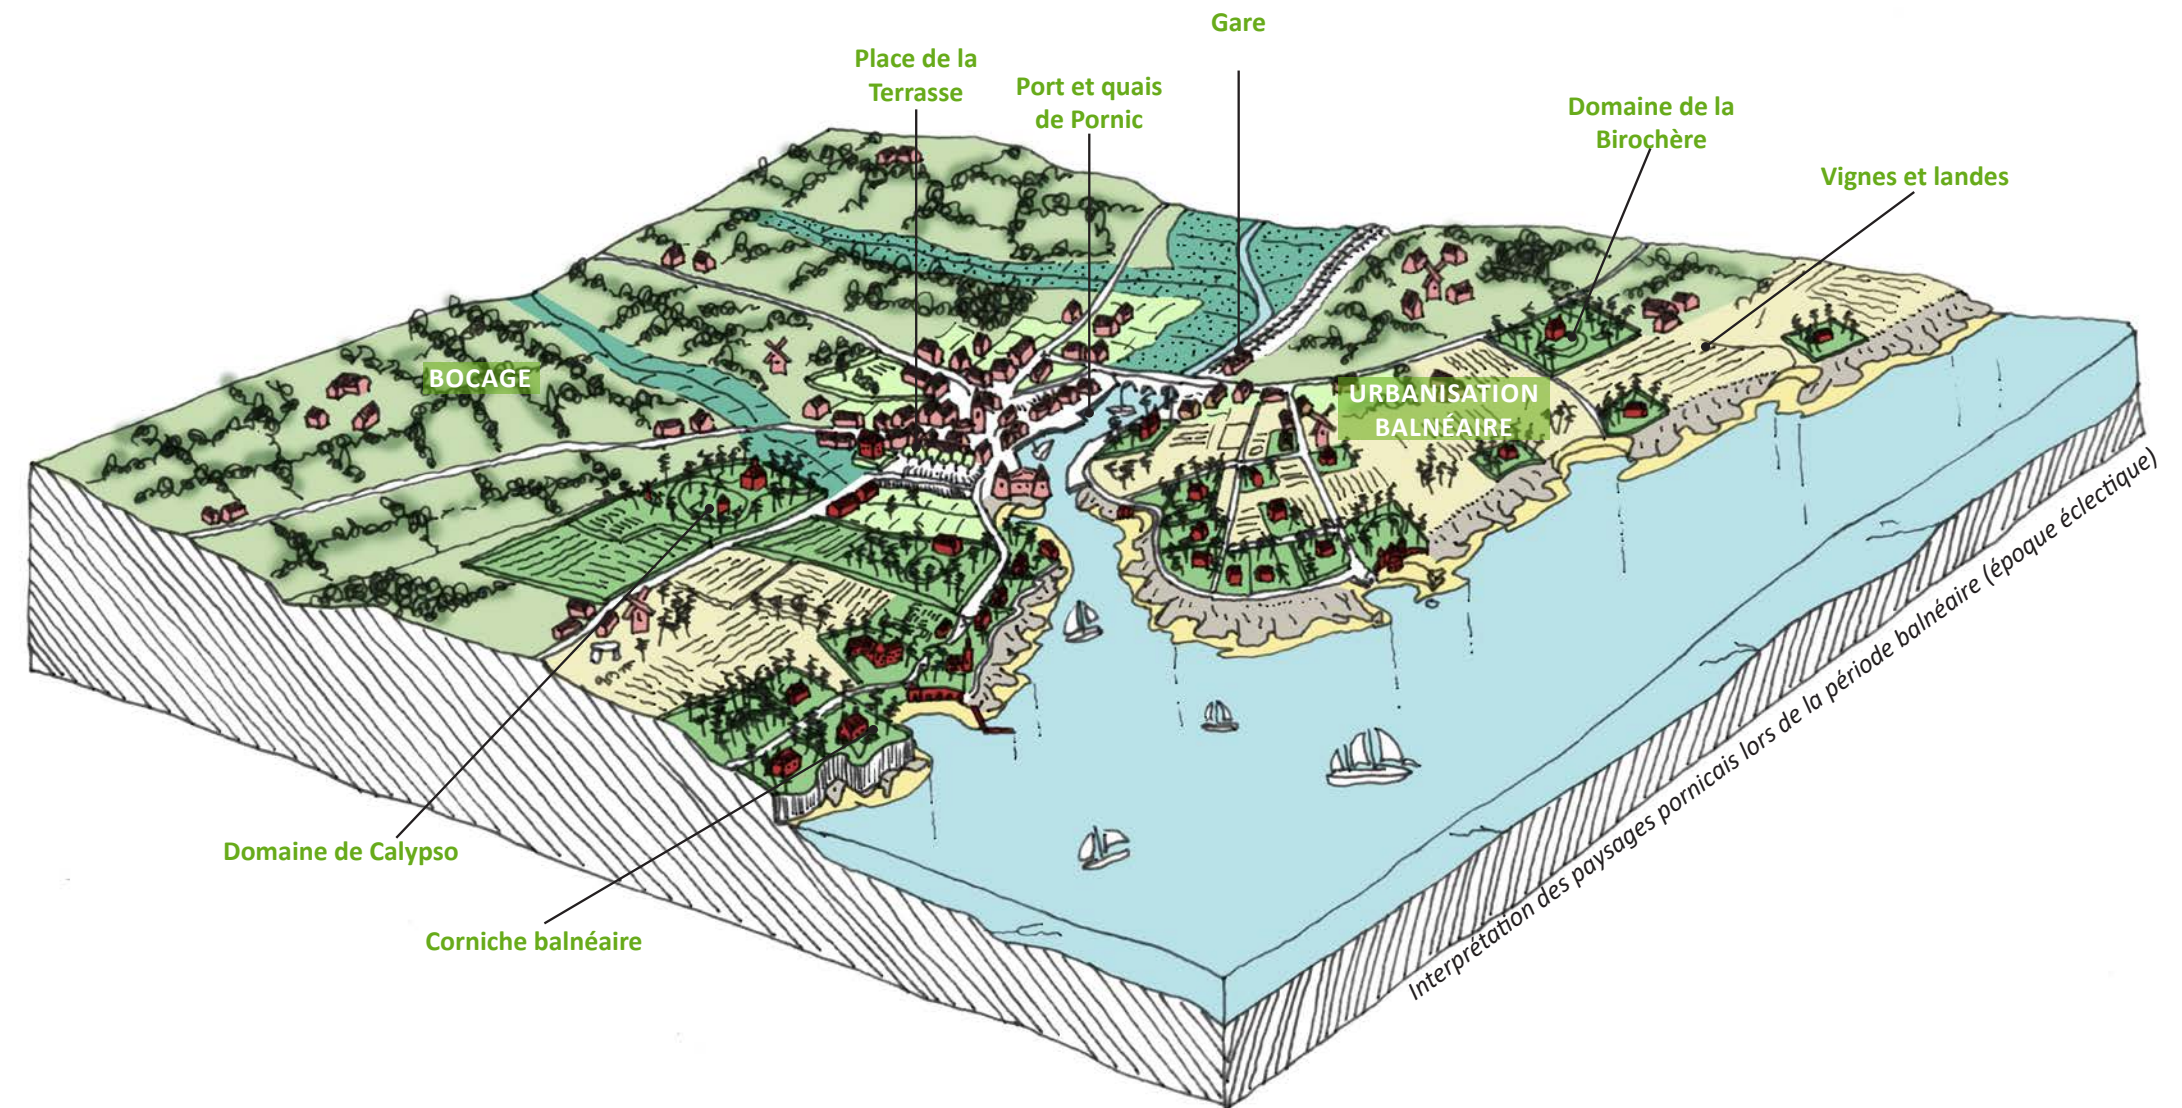 Gare
Place de la
Terrasse
Port et quais
de Pornic
Domaine de la
Birochère
Vignes et landes
BOCAGE
URBANISATION
BALNÉAIRE
Domaine de Calypso
Corniche balnéaire
Interprétation des paysages pornicais lors de la période balnéaire (époque éclectique)